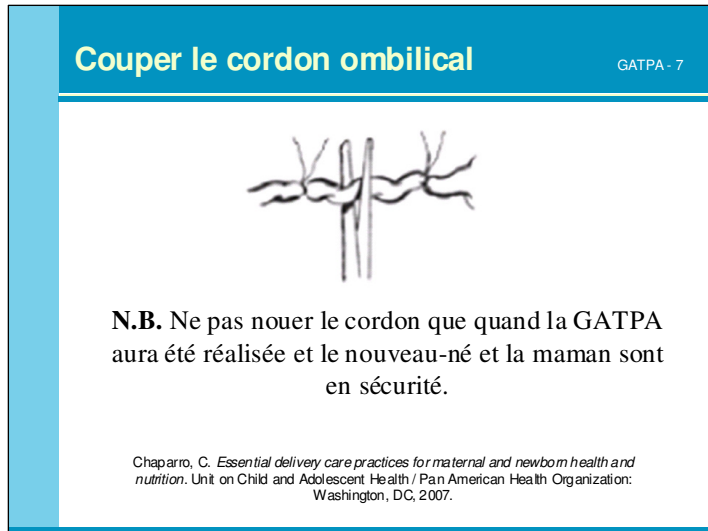 Couper le cordon ombilical
GATPA - 7
N.B. Ne pas nouer le cordon que quand la GATPA
aura été réalisée et le nouveau-né et la maman sont
en sécurité.
Chaparro, C. Essential delivery care practices for maternal and newborn health and
nutrition. Unit on Child and Adolescent Health / Pan American Health Organization:
Washington, DC, 2007.